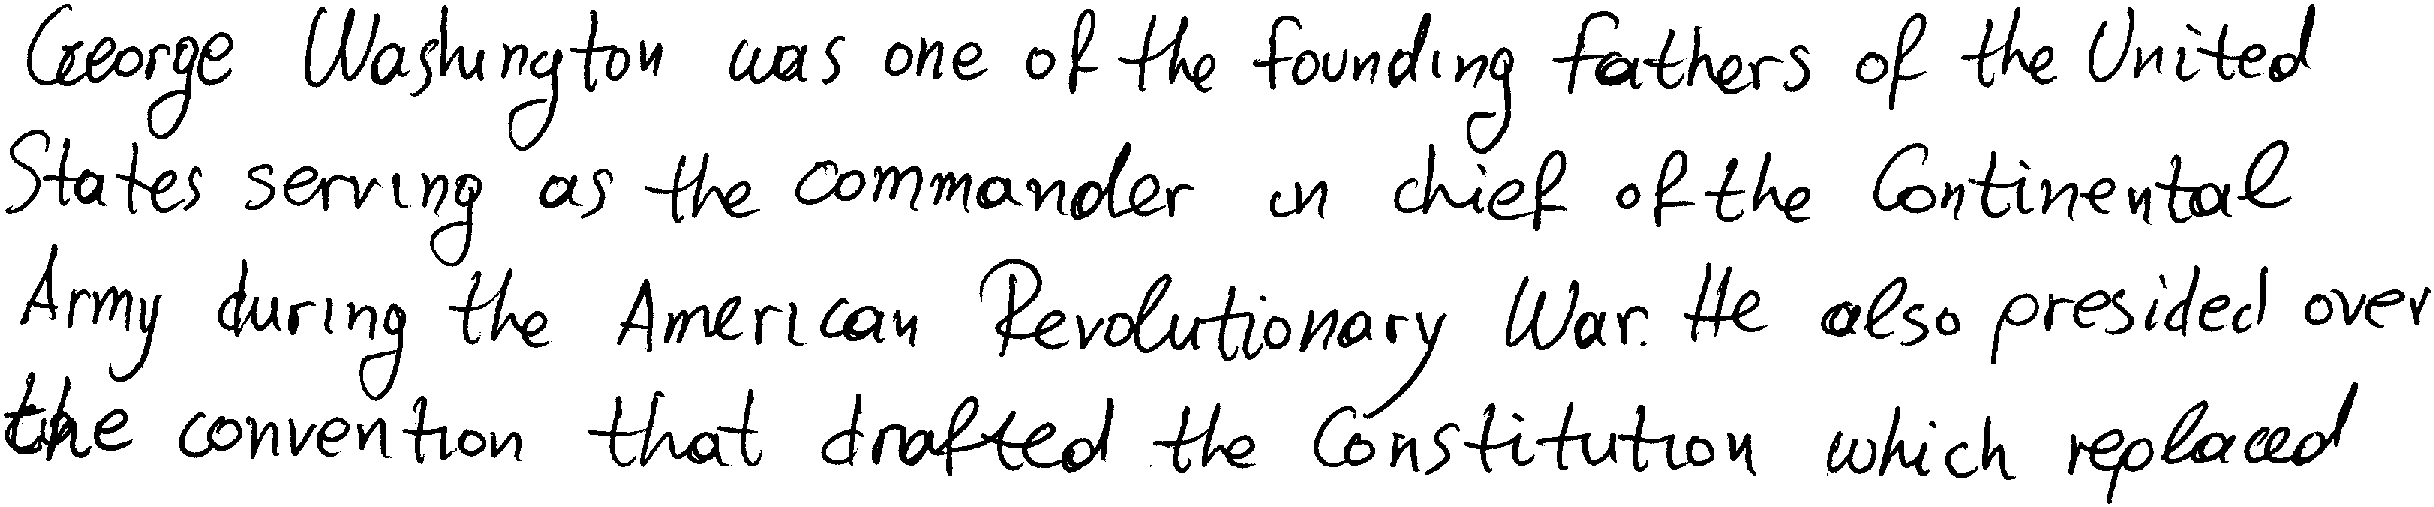 George Washington was one of the founding fathers of the United
States serving as the commander in chief of the Continental
Army during the American Revolutionary War. He also presided over
the convention that drafted the Constitution which replaced